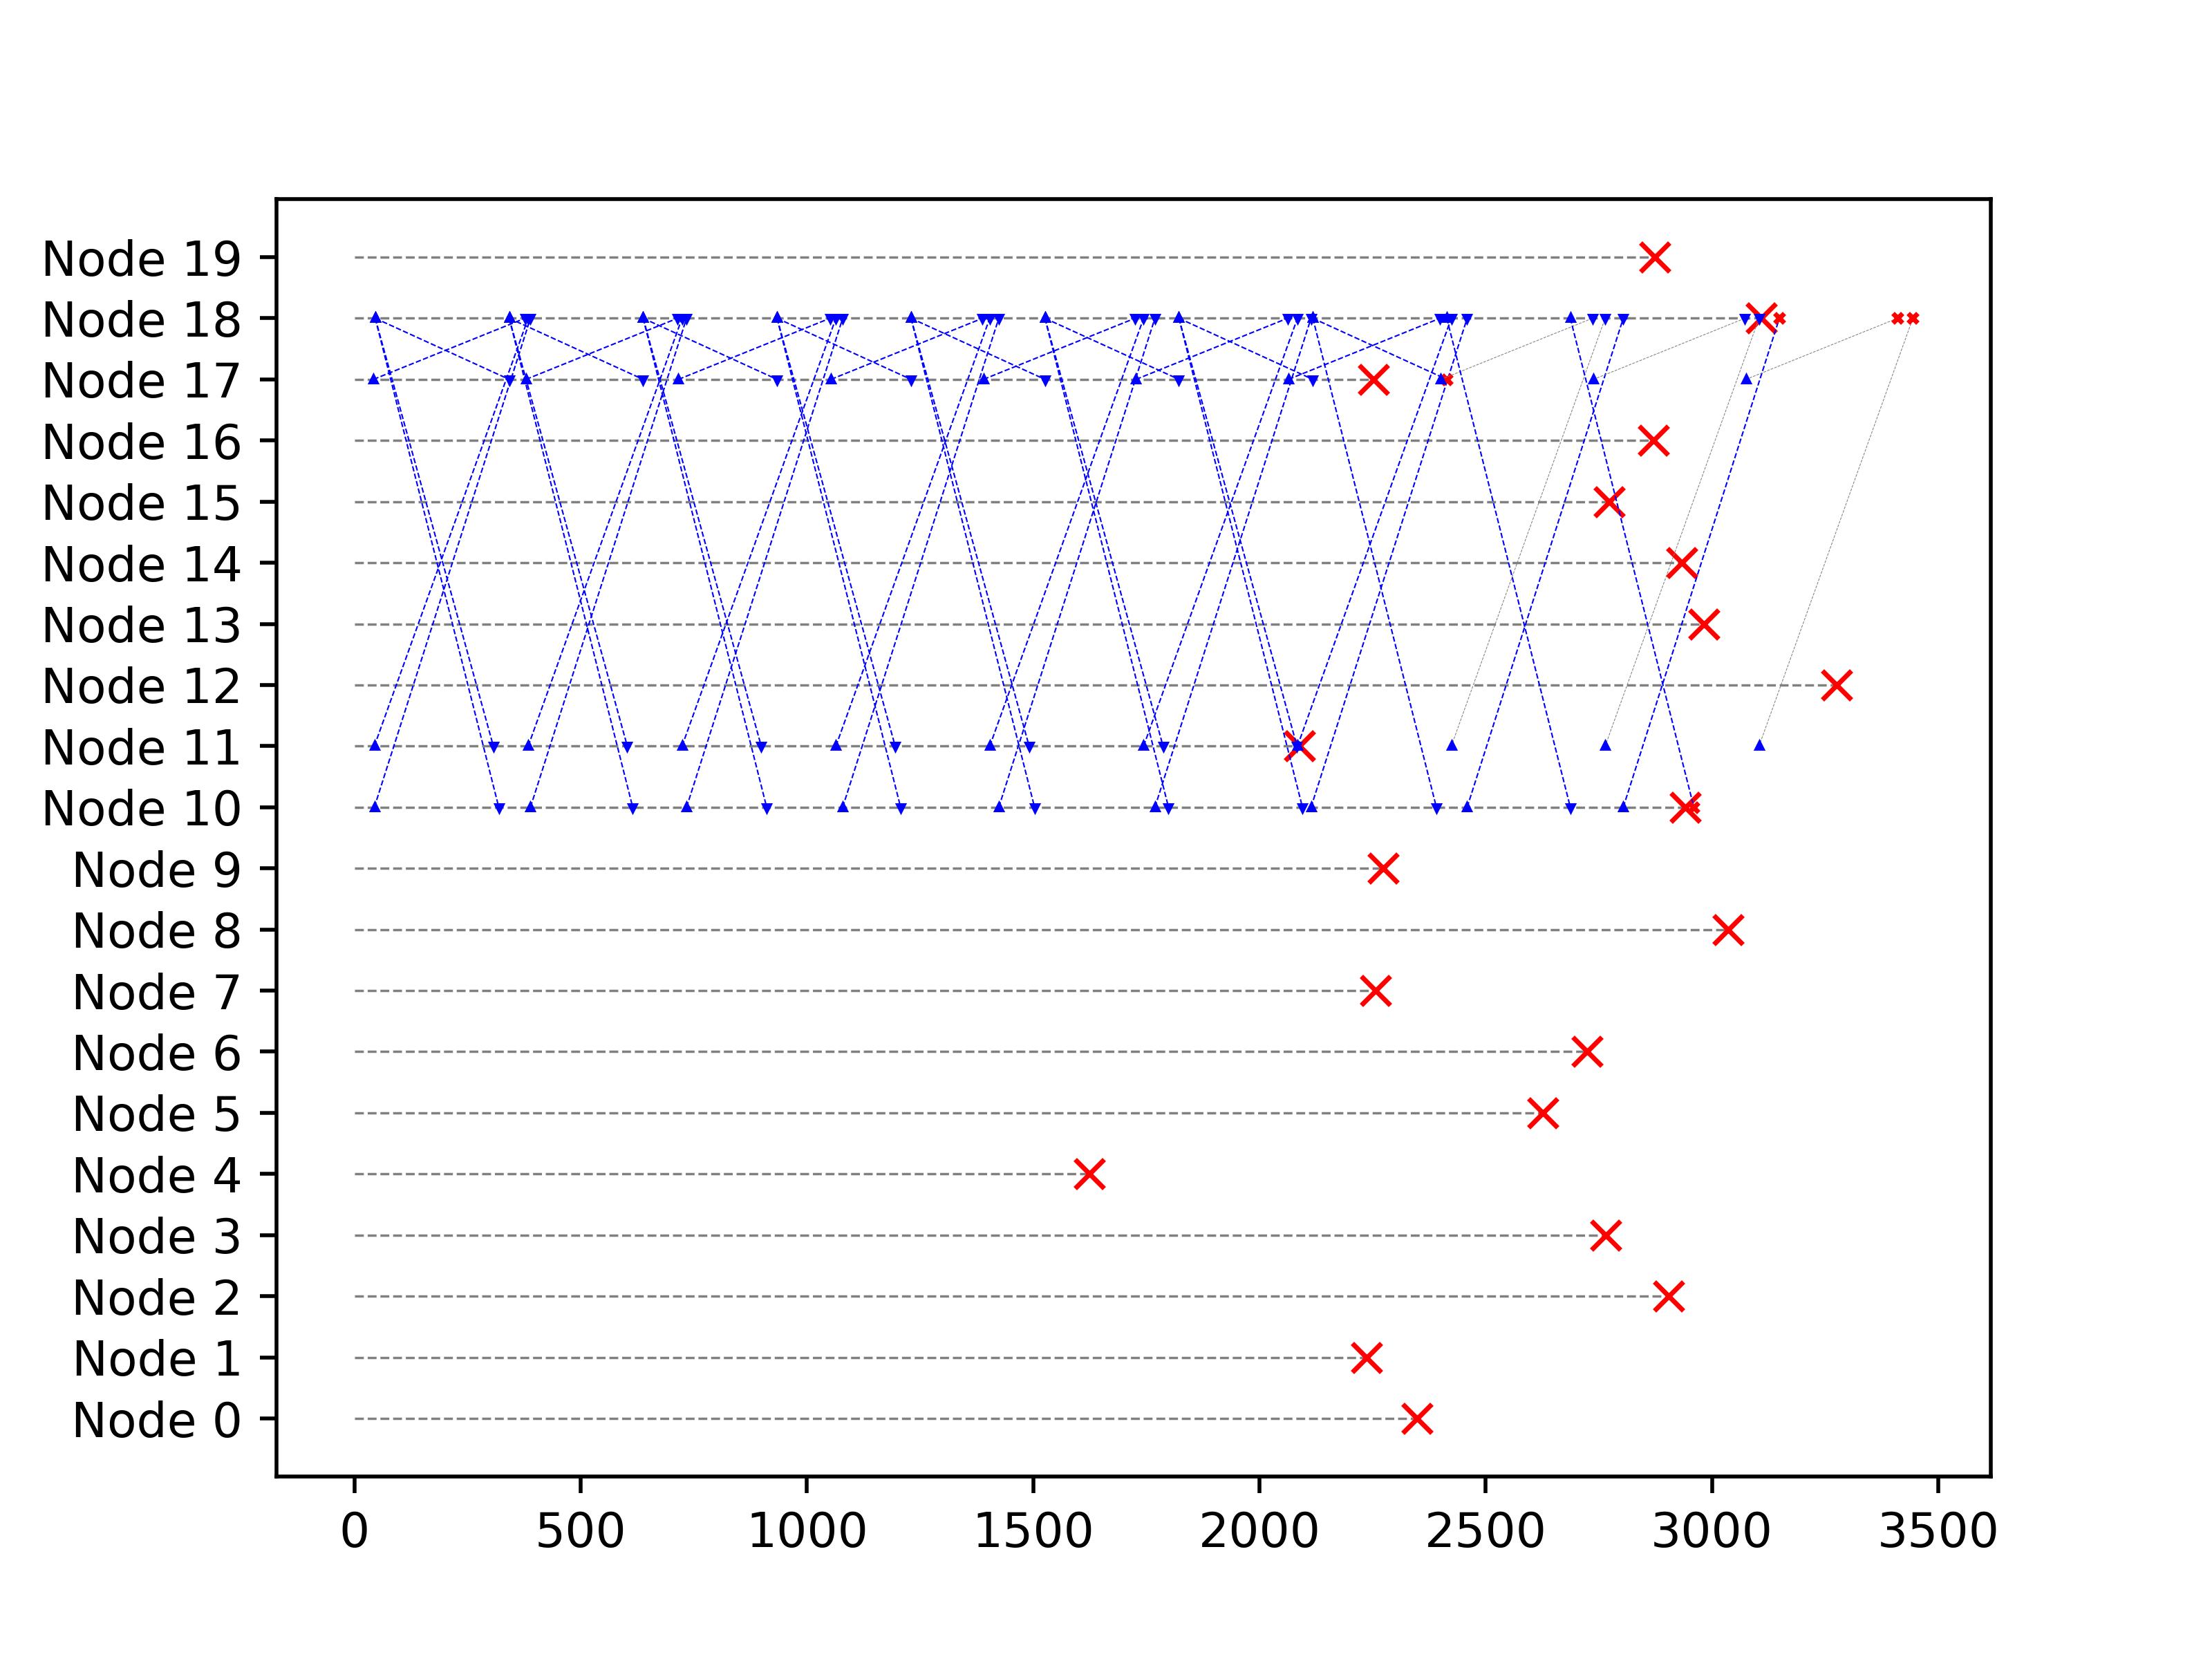 Node 19
Node 18
Node 17
Node 16
Node 15
Node 14
Node 13
Node 12
Node 11
Node 10
Node 9
Node 8
Node 7
Node 6
Node 5
Node 4
Node 3
Node 2
Node 1
Node 0
0 500 1000 1500 2000 2500 3000 3500